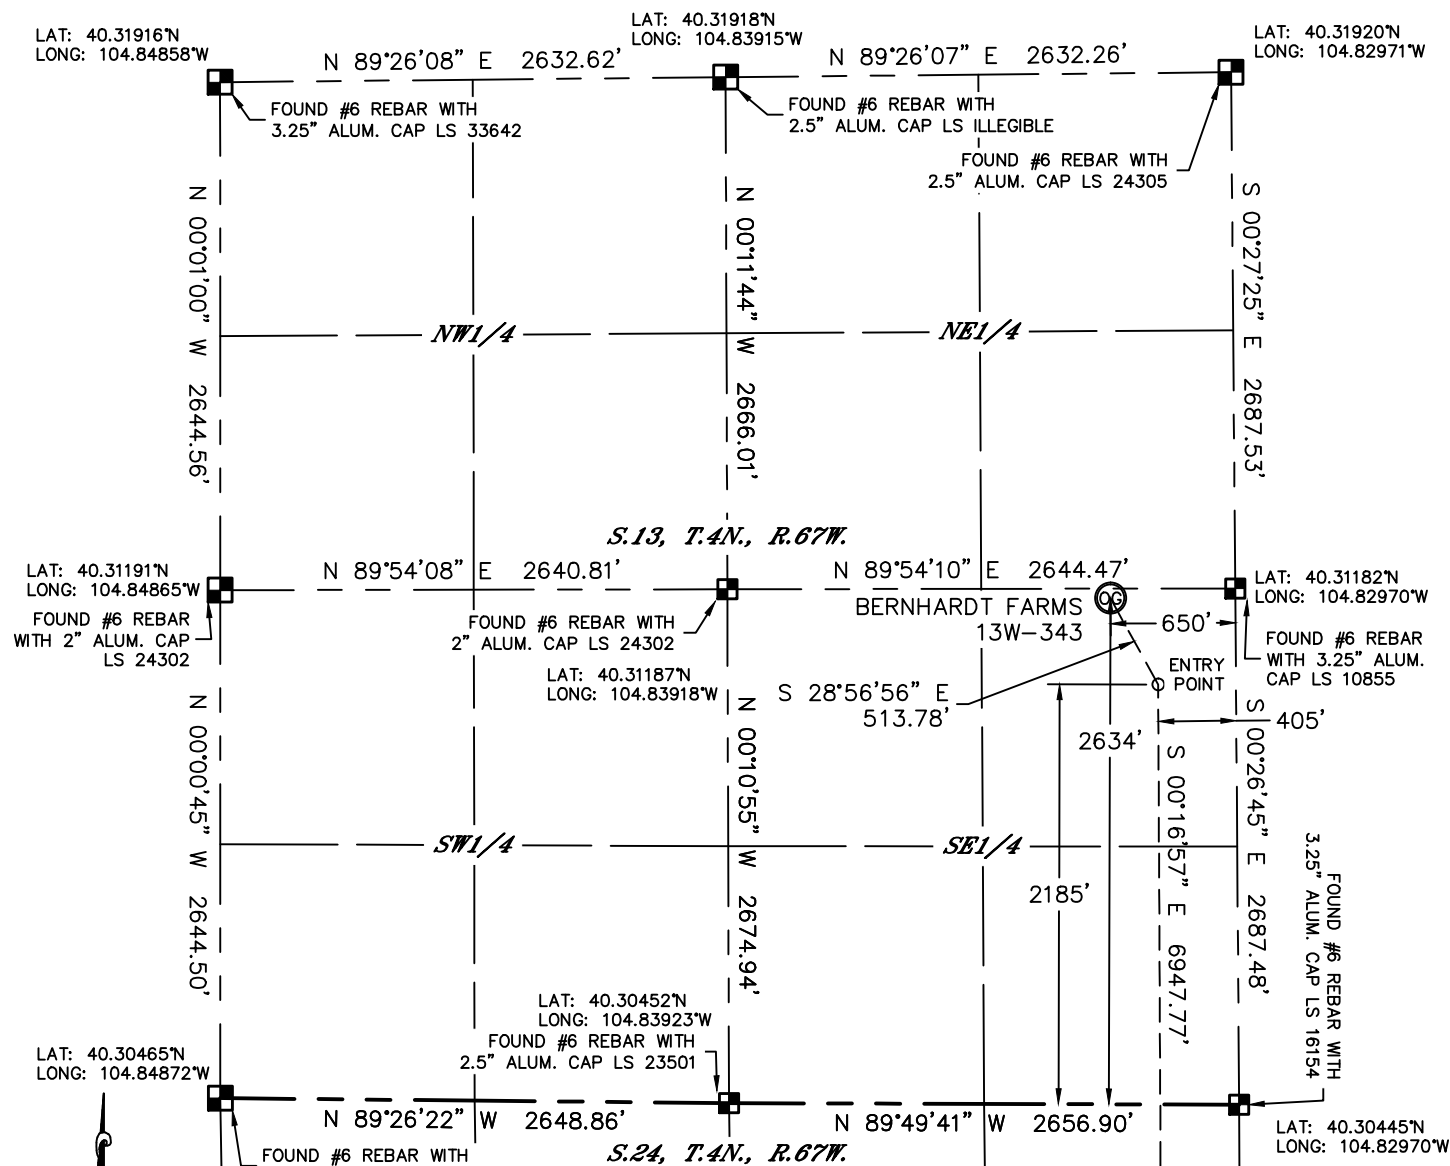 LAT: 40.31916°N
LONG: 104.84858°W
LAT: 40.31918°N
LONG: 104.83915°W
LAT: 40.31920°N
LONG: 104.82971°W
N 89°26'08" E 2632.62'
N 89°26'07" E 2632.26'
FOUND #6 REBAR WITH
3.25" ALUM. CAP LS 33642
FOUND #6 REBAR WITH
2.5" ALUM. CAP LS ILLEGIBLE
FOUND #6 REBAR WITH
2.5" ALUM. CAP LS 24305
N 00°01'00" W 2644.56'
N 00°11'44" W 2666.01'
S 00°27'25" E 2687.53'
NW1/4
NE1/4
S.13, T.4N., R.67W.
LAT: 40.31191°N
LONG: 104.84865°W
FOUND #6 REBAR
WITH 2" ALUM. CAP
LS 24302
N 89°54'08" E 2640.81'
N 89°54'10" E 2644.47'
LAT: 40.31182°N
LONG: 104.82970°W
FOUND #6 REBAR
WITH 3.25" ALUM.
CAP LS 10855
FOUND #6 REBAR WITH
2" ALUM. CAP LS 24302
LAT: 40.31187°N
LONG: 104.83918°W
OG
BERNHARDT FARMS
13W-343
650'
ENTRY
POINT
S 28°56'56" E
513.78'
405'
2634'
2185'
N 00°00'45" W 2644.50'
N 00°10'55" W 2674.94'
S 00°16'57" E 6947.77'
S 00°26'45" E 2687.48'
SW1/4
SE1/4
FOUND #6 REBAR WITH
3.25" ALUM. CAP LS 16154
LAT: 40.30452°N
LONG: 104.83923°W
FOUND #6 REBAR WITH
2.5" ALUM. CAP LS 23501
LAT: 40.30465°N
LONG: 104.84872°W
N 89°26'22" W 2648.86'
N 89°49'41" W 2656.90'
LAT: 40.30445°N
LONG: 104.82970°W
FOUND #6 REBAR WITH
S.24, T.4N., R.67W.